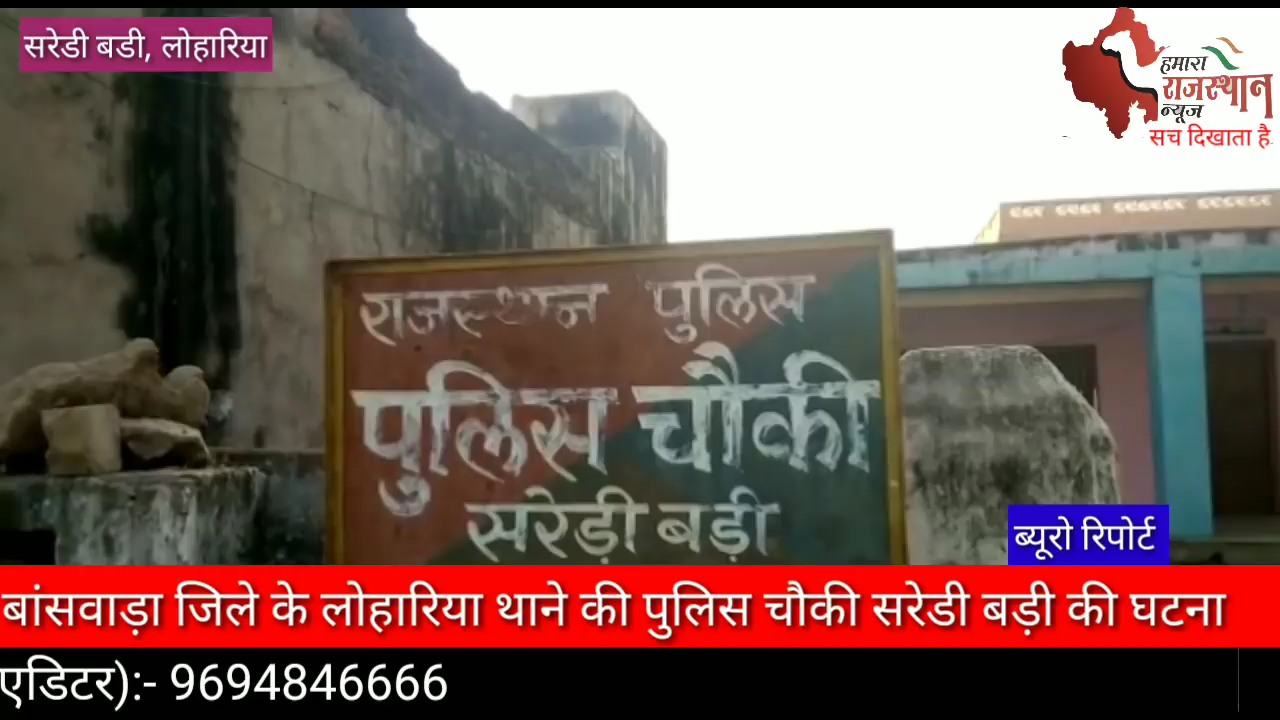 सरेडी बडी, लोहारिया
हमारा
राजस्थान
न्यूज
सच दिखाता है
राजस्थान पुलिस
पुलिस चौकी
सरेड़ी बड़ी
ब्यूरो रिपोर्ट
बांसवाड़ा जिले के लोहारिया थाने की पुलिस चौकी सरेडी बड़ी की घटना
एडिटर):- 9694846666